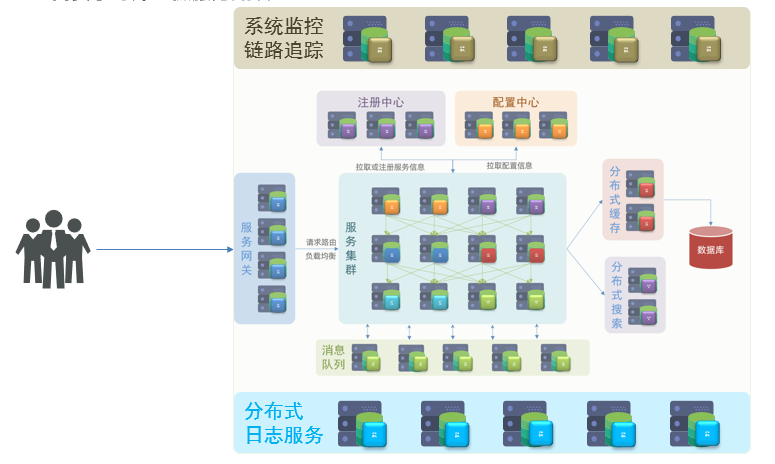 系统监控
链路追踪
注册中心
配置中心
拉取或注册服务信息
拉取配置信息
服务网关
请求路由
负载均衡
服务集群
分布式缓存
数据库
分布式搜索
消息
队列
分布式
日志服务